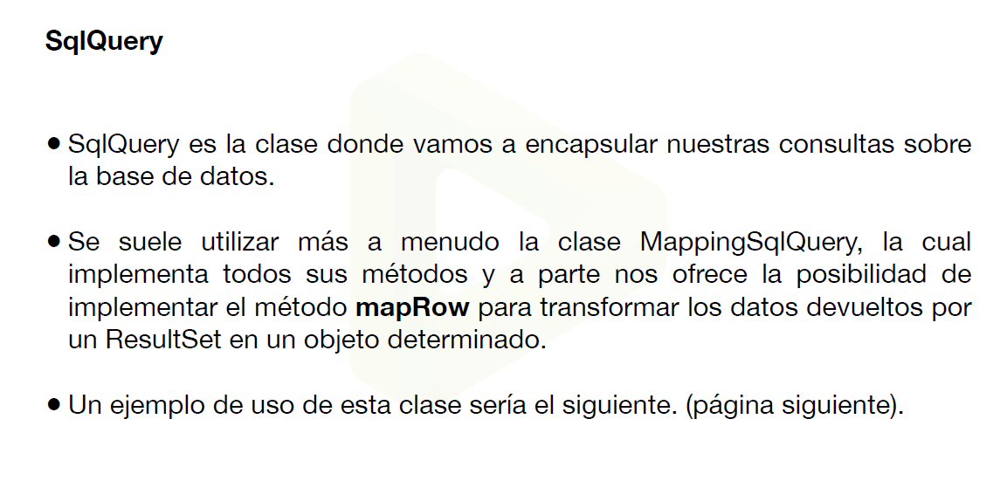 SqlQuery
● SqlQuery es la clase donde vamos a encapsular nuestras consultas sobre
la base de datos.
● Se suele utilizar más a menudo la clase MappingSqlQuery, la cual
implementa todos sus métodos y a parte nos ofrece la posibilidad de
implementar el método mapRow para transformar los datos devueltos por
un ResultSet en un objeto determinado.
● Un ejemplo de uso de esta clase sería el siguiente. (página siguiente).